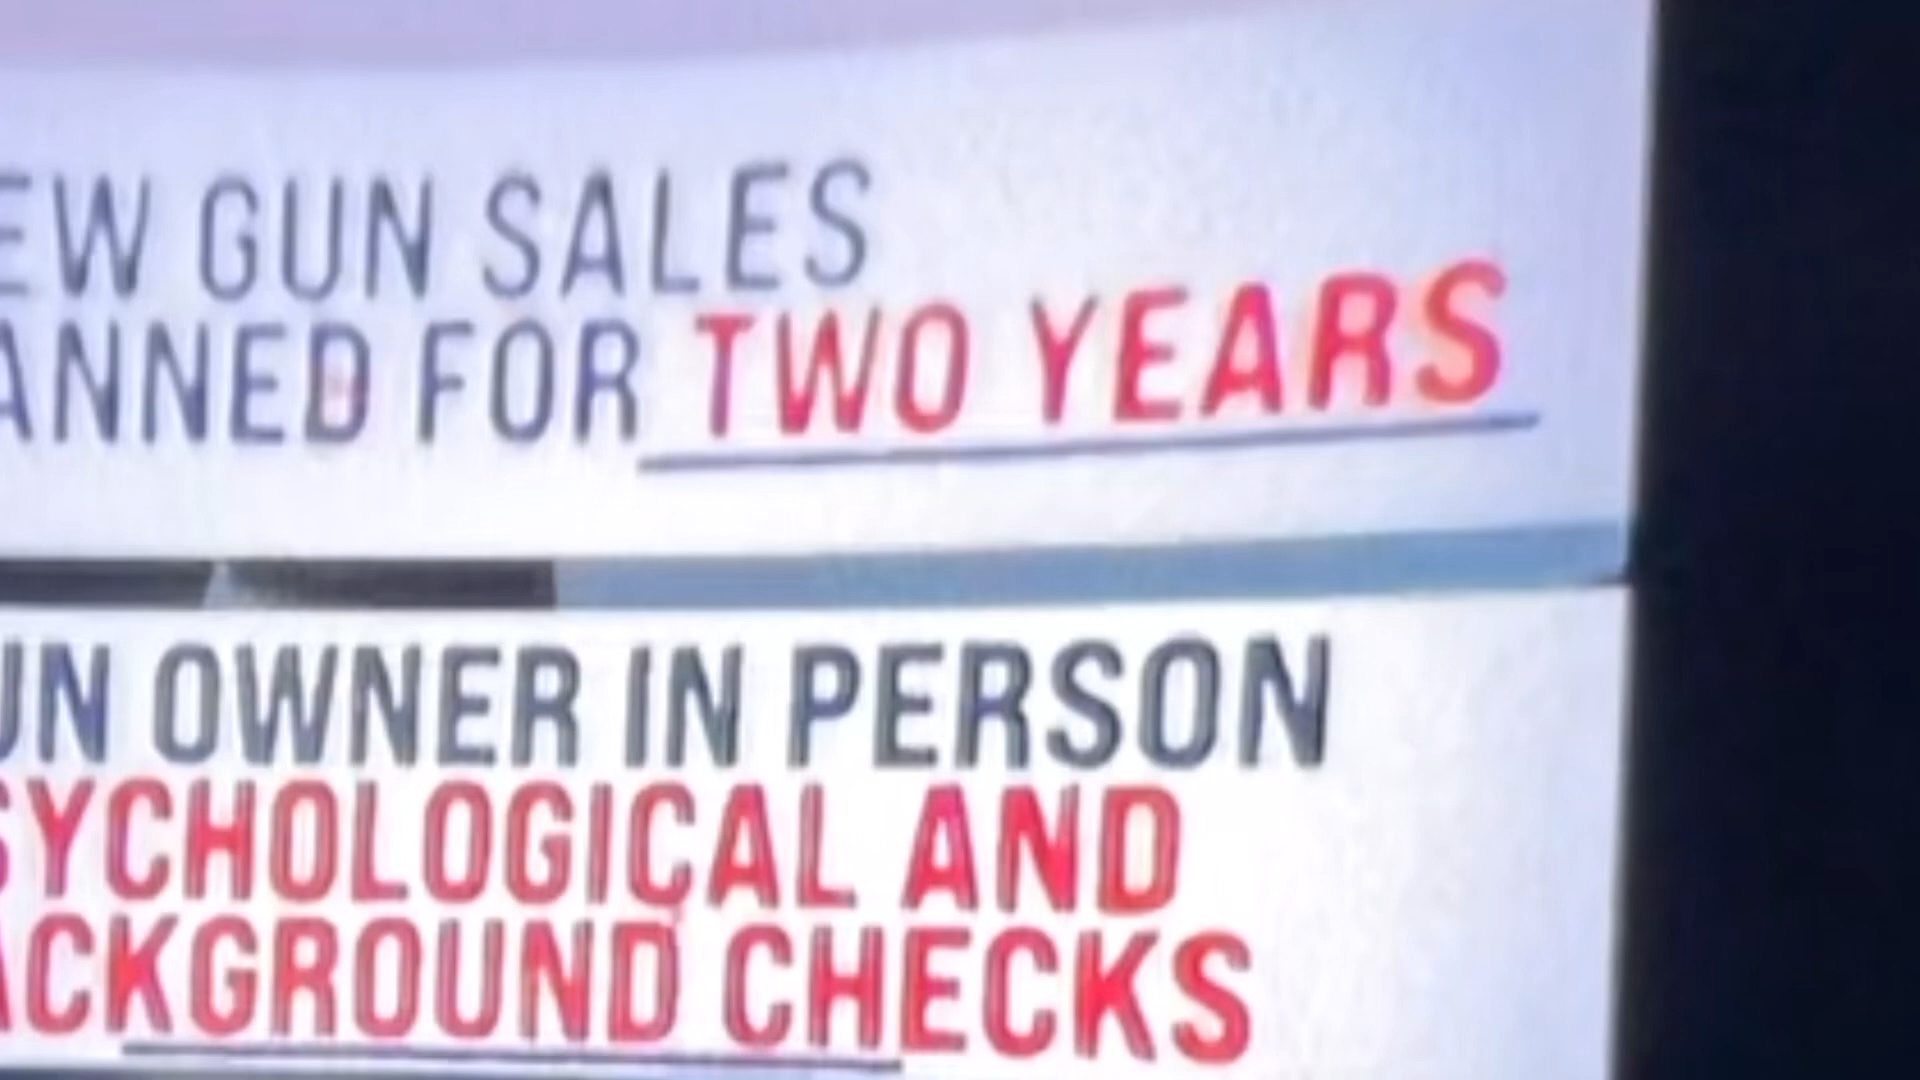 EW GUN SALES
ANNED FOR TWO YEARS
UN OWNER IN PERSON
SYCHOLOGICAL AND
ACKGROUND CHECKS